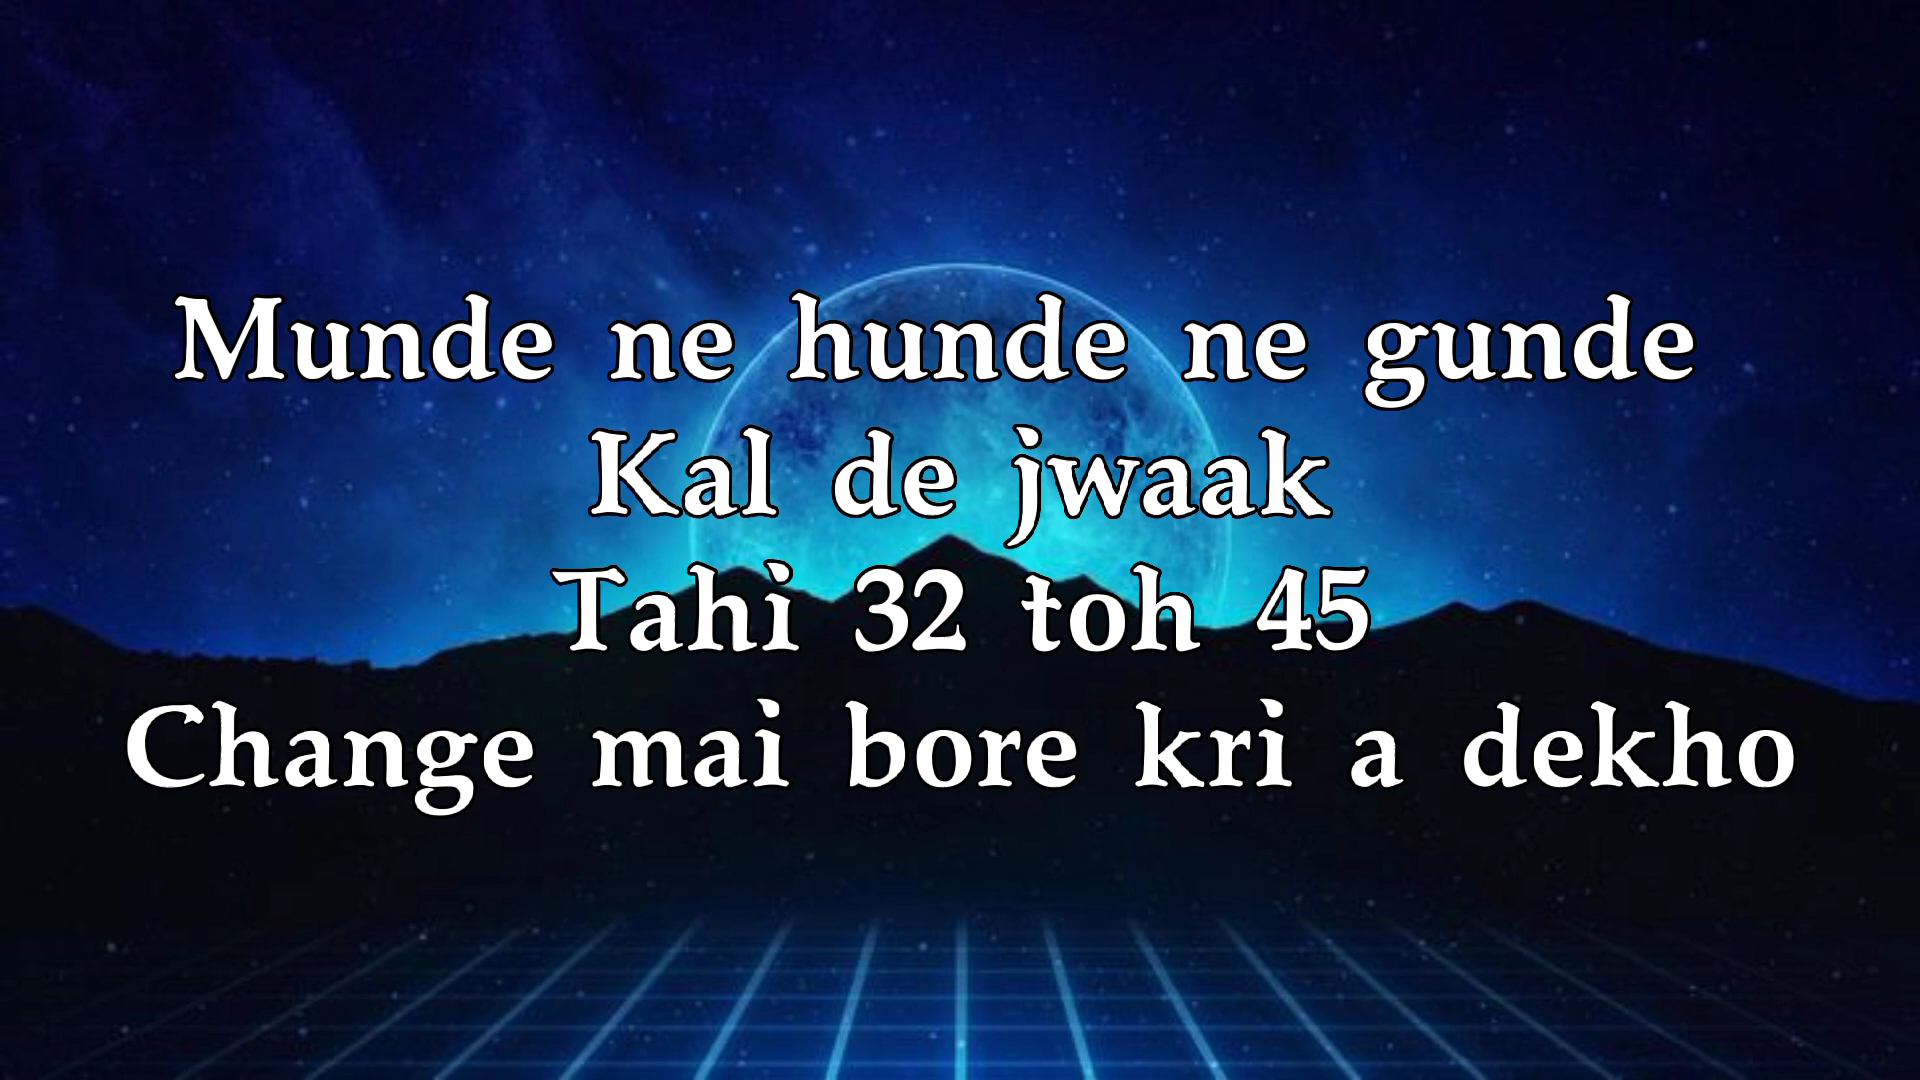 Munde ne hunde ne gunde
Kal de jwaak
Tahi 32 toh 45
Change mai bore kri a dekho